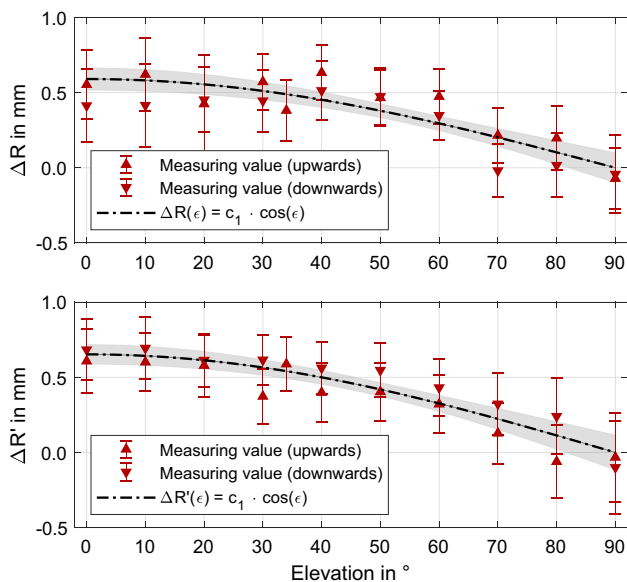 1.0
0.5
0.0
-0.5
ΔR in mm
Measuring value (upwards)
Measuring value (downwards)
ΔR(ϵ) = c₁ · cos(ϵ)
0 10 20 30 40 50 60 70 80 90
1.0
0.5
0.0
-0.5
ΔR' in mm
Measuring value (upwards)
Measuring value (downwards)
ΔR'(ϵ) = c₁ · cos(ϵ)
0 10 20 30 40 50 60 70 80 90
Elevation in °